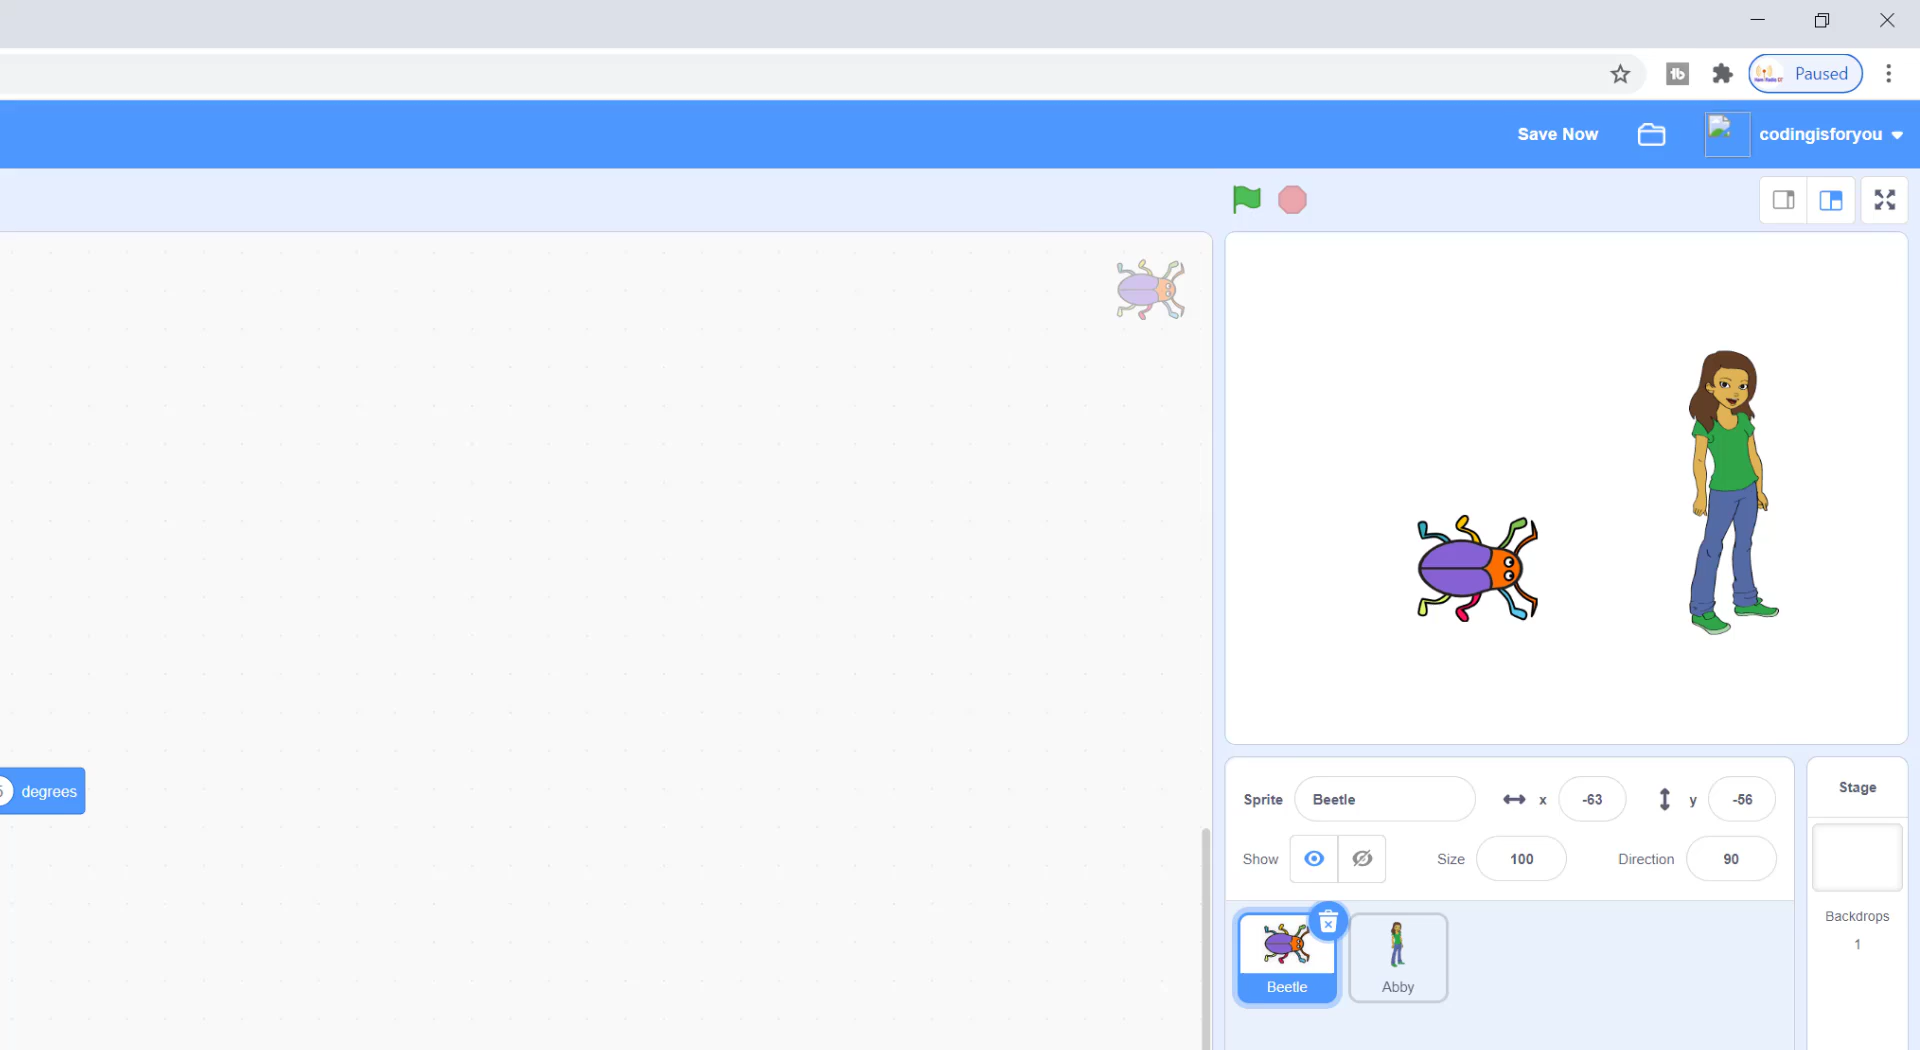 Paused
Save Now
codingisforyou
degrees
Sprite Beetle x -63 y -56
Show Size 100 Direction 90
Stage
Backdrops
1
Beetle
Abby